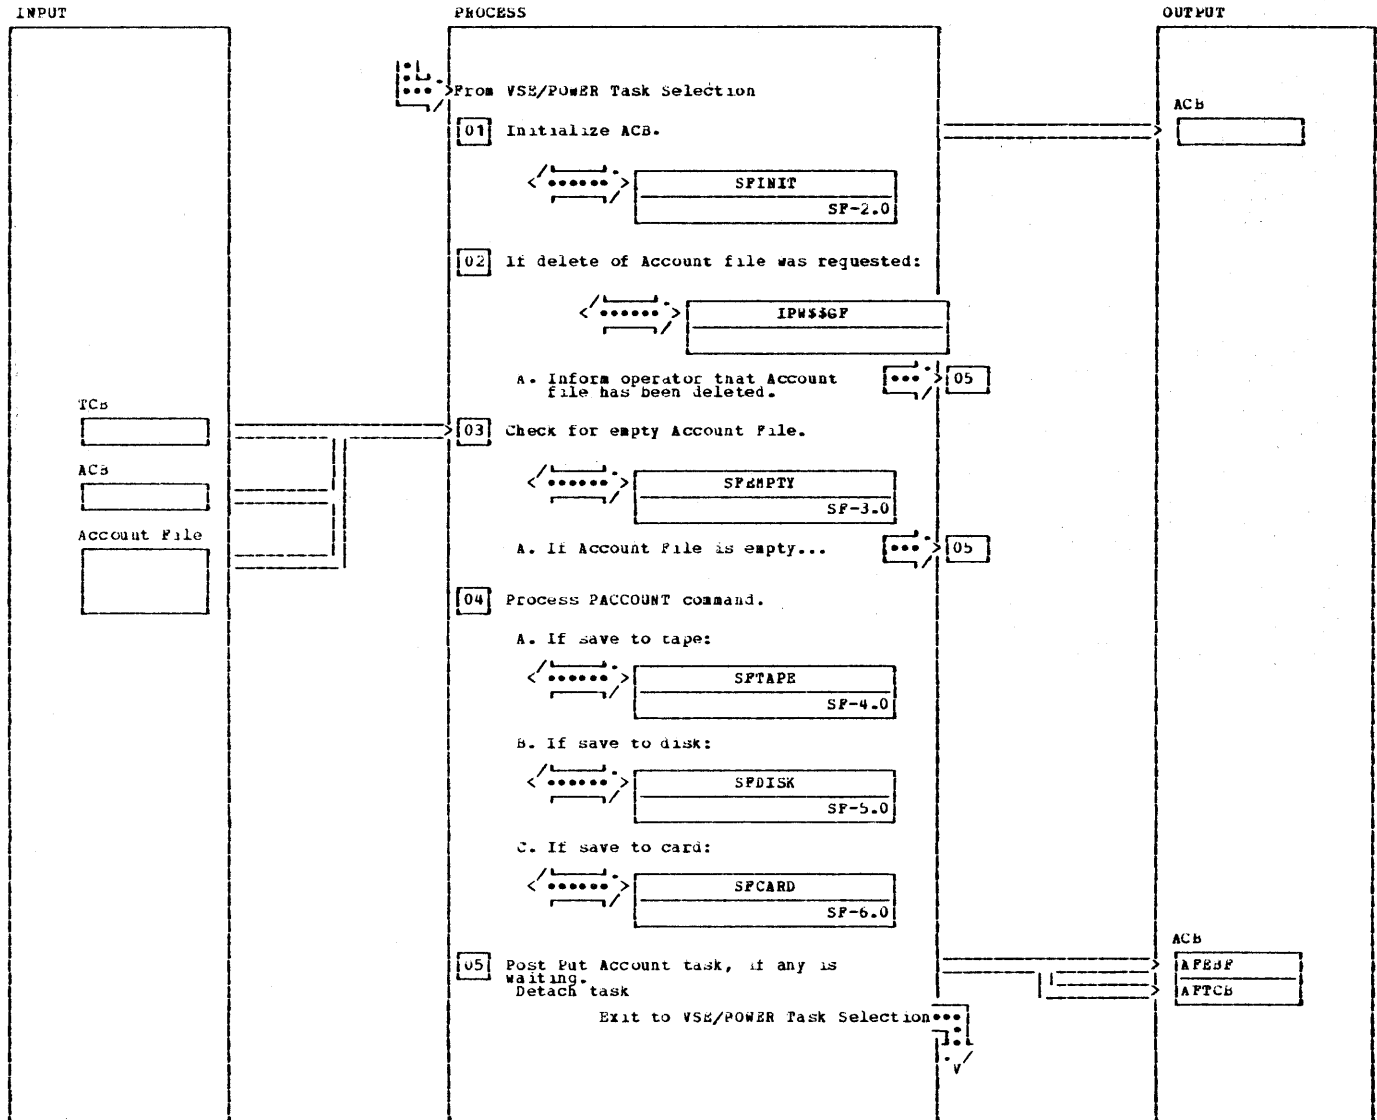 INPUT
PROCESS
OUTPUT
From VSE/POWER Task Selection
ACB
01 Initialize ACB.
SFINIT
SF-2.0
02 If delete of Account file was requested:
IPW$$GF
A. Inform operator that Account
file has been deleted.
05
TCB
03 Check for empty Account File.
ACB
SFEMPTY
SF-3.0
Account File
A. If Account File is empty...
05
04 Process PACCOUNT command.
A. If save to tape:
SFTAPE
SF-4.0
B. If save to disk:
SFDISK
SF-5.0
C. If save to card:
SFCARD
SF-6.0
ACB
05 Post Put Account task, if any is
waiting.
Detach task
AFEBF
AFTCB
Exit to VSE/POWER Task Selection